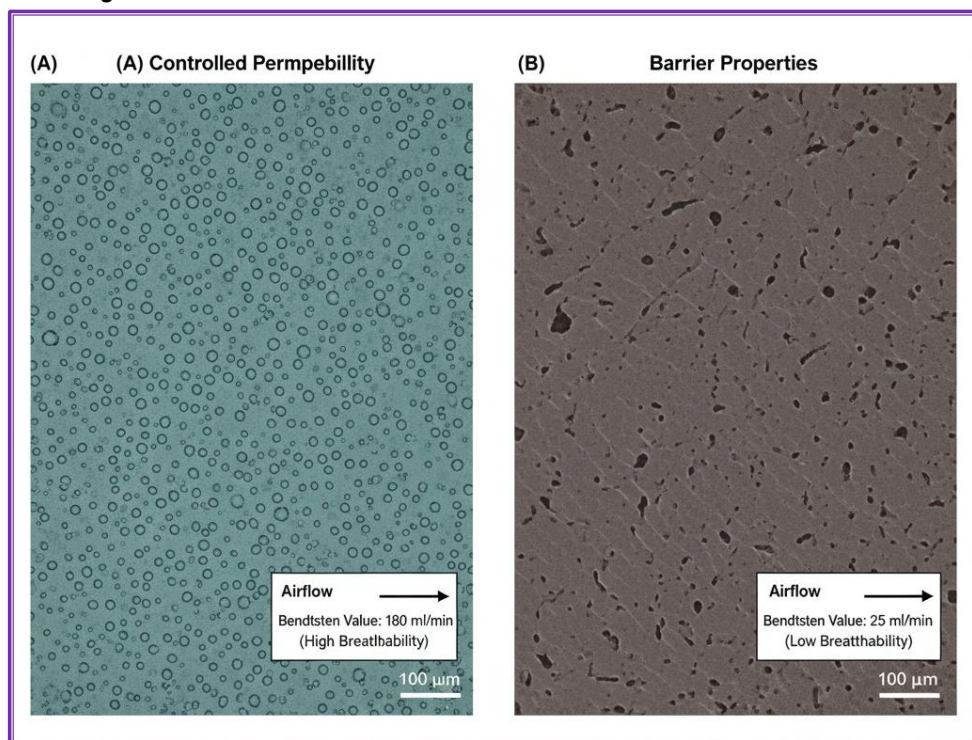 (A) (A) Controlled Permpebillity
(B) Barrier Properties
Airflow
Bendtsten Value: 180 ml/min
(High Breatlhability)
100 µm
Airflow
Bendtsten Value: 25 ml/min
(Low Breatthability)
100 µm